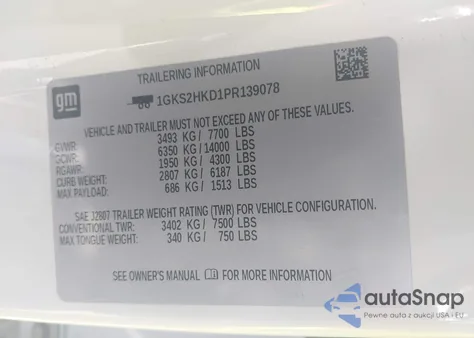 gm
TRAILERING INFORMATION
1GKS2HKD1PR139078
VEHICLE AND TRAILER MUST NOT EXCEED ANY OF THESE VALUES.
GVWR: 3493 KG/ 7700 LBS
GCWR: 6350 KG/14000 LBS
RGAWR: 1950 KG/ 4300 LBS
CURB WEIGHT: 2807 KG/ 6187 LBS
MAX PAYLOAD: 686 KG/ 1513 LBS
SAE J2807 TRAILER WEIGHT RATING (TWR) FOR VEHICLE CONFIGURATION.
CONVENTIONAL TWR: 3402 KG/ 7500 LBS
MAX TONGUE WEIGHT: 340 KG/ 750 LBS
SEE OWNER'S MANUAL FOR MORE INFORMATION
autoSnap
Pewne auta z aukcji USA i EU